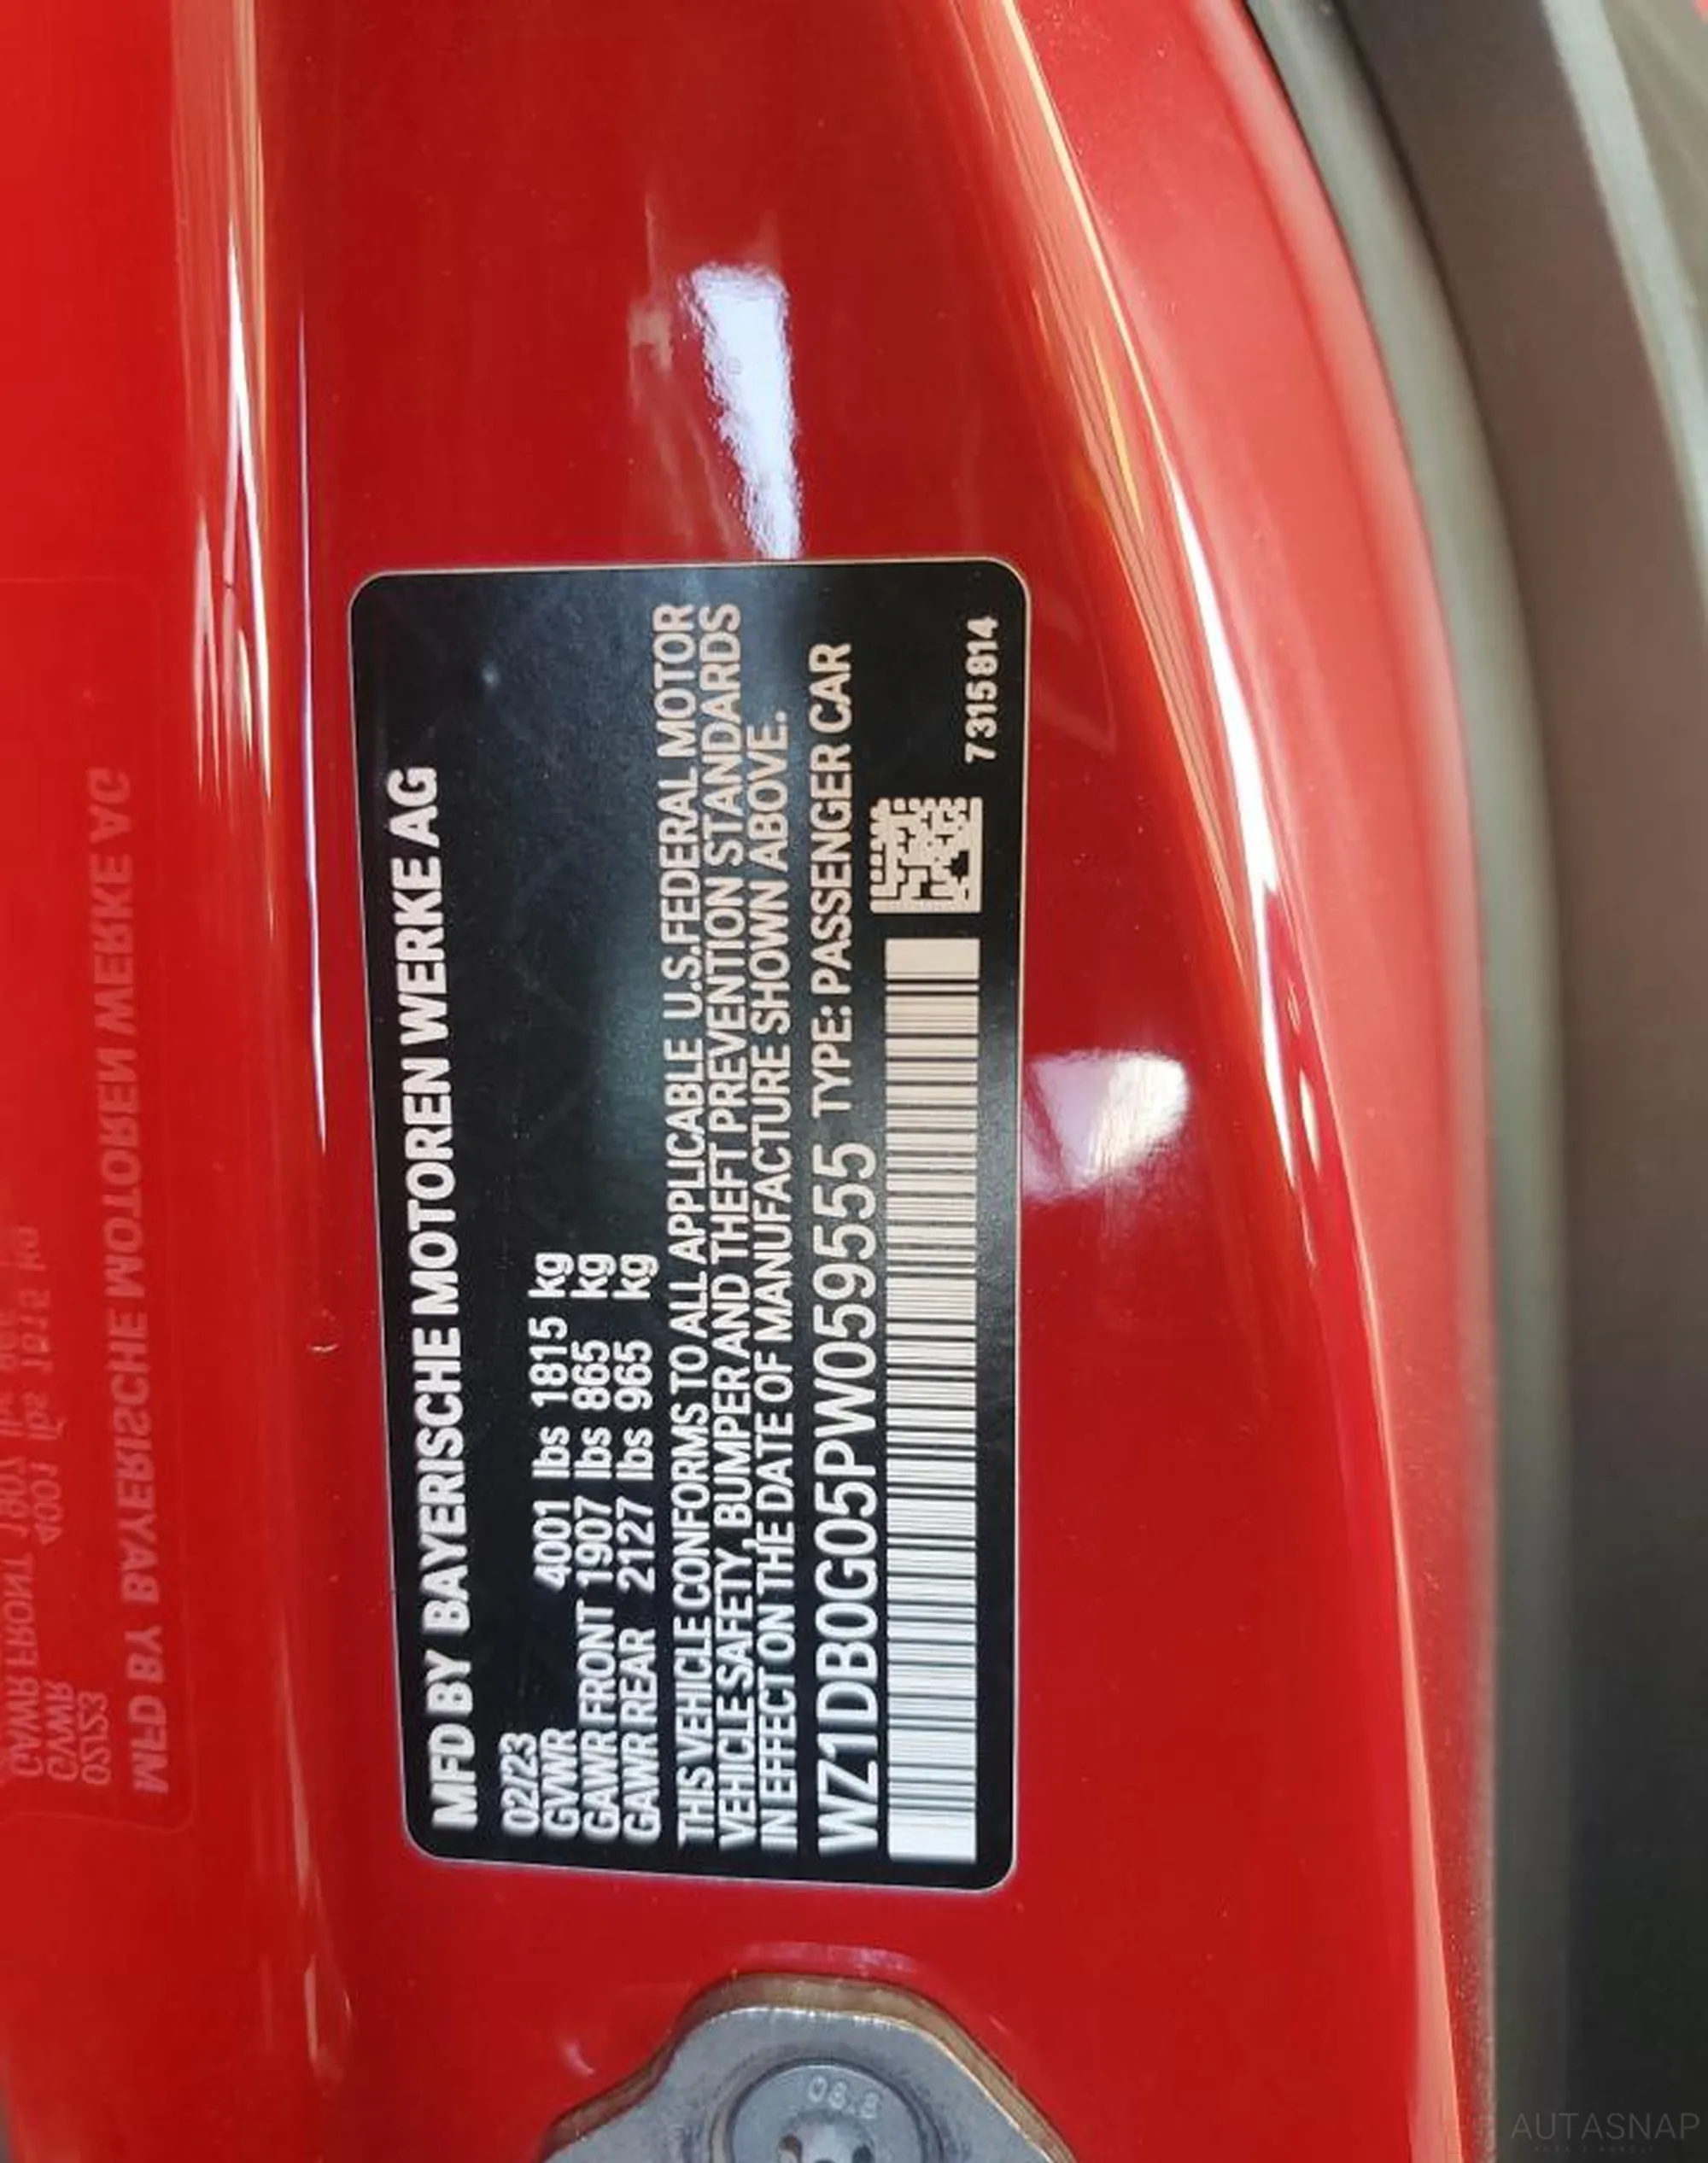 MFD BY BAYERISCHE MOTOREN WERKE AG
02/23
GVWR 4001 lbs 1815 kg
GAWR FRONT 1907 lbs 865 kg
GAWR REAR 2127 lbs 965 kg
THIS VEHICLE CONFORMS TO ALL APPLICABLE U.S.FEDERAL MOTOR
VEHICLE SAFETY, BUMPER AND THEFT PREVENTION STANDARDS
IN EFFECT ON THE DATE OF MANUFACTURE SHOWN ABOVE.
WZ1DB0G05PW059555 TYPE: PASSENGER CAR
7315814
08.8
AUTASNAP